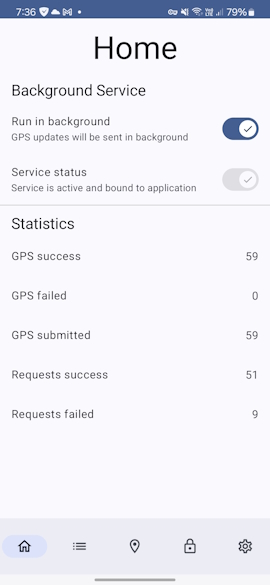 7:36
79%
Home
Background Service
Run in background
GPS updates will be sent in background
Service status
Service is active and bound to application
Statistics
GPS success 59
GPS failed 0
GPS submitted 59
Requests success 51
Requests failed 9